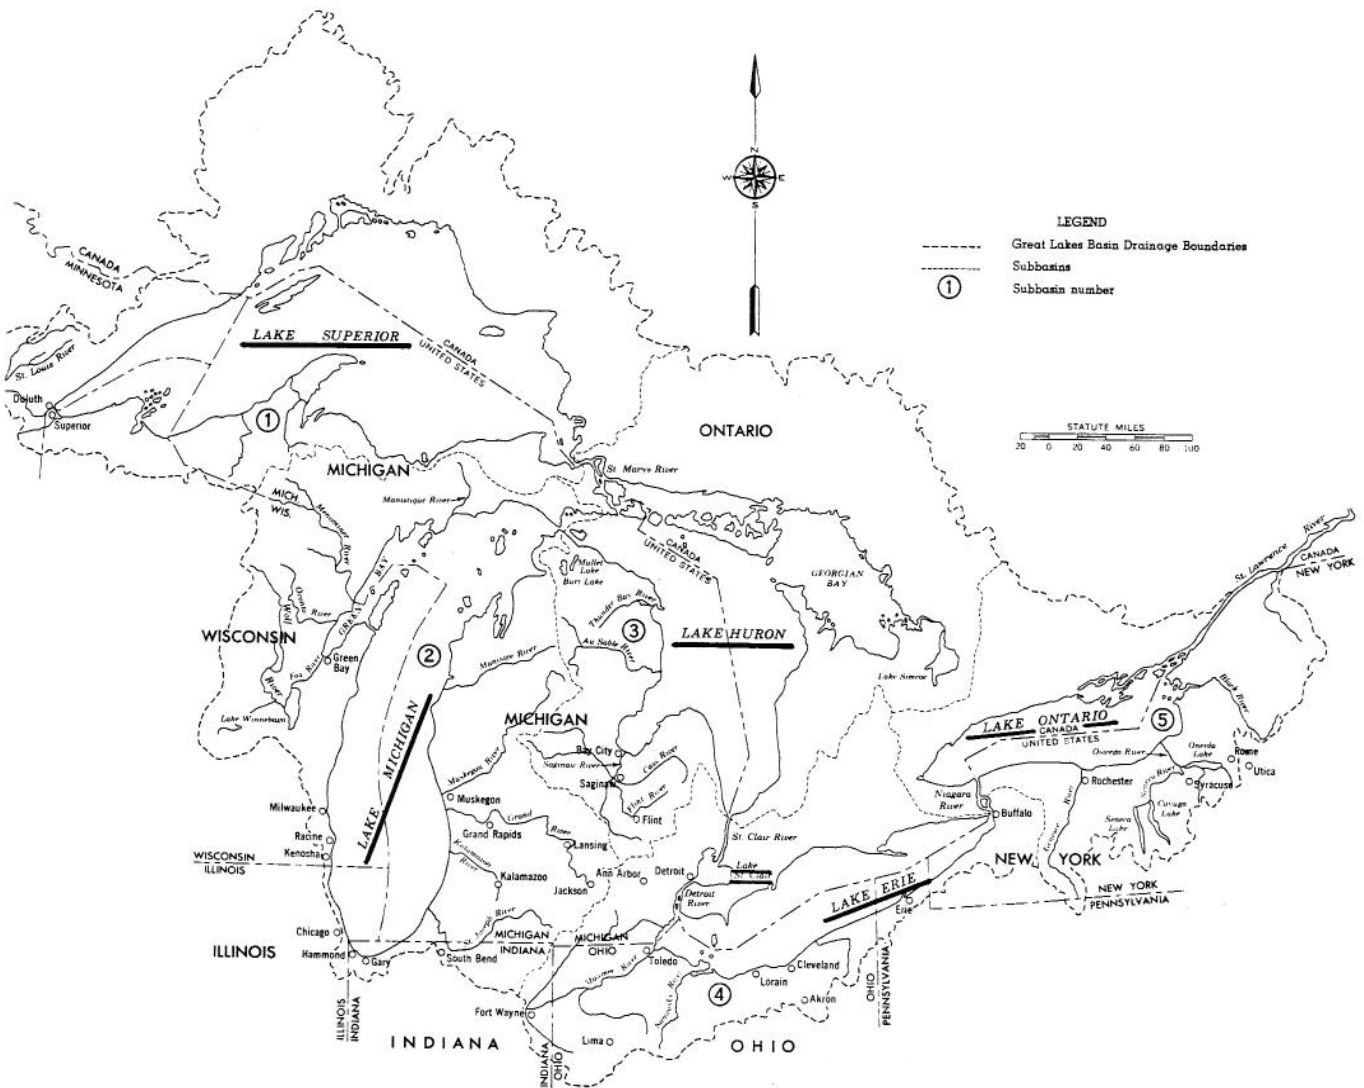 N
W E
S
LEGEND
Great Lakes Basin Drainage Boundaries
Subbasins
① Subbasin number
CANADA
MINNESOTA
LAKE SUPERIOR
CANADA
UNITED STATES
St. Louis River
Duluth
Superior
①
ONTARIO
STATUTE MILES
20 0 20 40 60 80 100
MICHIGAN
St Marys River
Manistique River
MICH.
WIS.
Menominee River
CANADA
UNITED STATES
GREEN BAY
Mullet
Lake
Burt Lake
GEORGIAN
BAY
St. Lawrence River
CANADA
NEW YORK
Thunder Bay River
Oconto River
Wolf
River
WISCONSIN
③
LAKE HURON
Au Sable River
②
Manistee River
Green
Bay
Fox River
Lake Simcoe
Lake Winnebago
Black River
LAKE MICHIGAN
MICHIGAN
LAKE ONTARIO
CANADA
UNITED STATES
⑤
Oswego River
Oneida
Lake
Rome
Utica
Bay City
Saginaw River
Cass River
Saginaw
Muskegon River
Flint River
Flint
Rochester
Seneca River
Syracuse
Niagara
River
Buffalo
Genesee River
Cayuga
Lake
Seneca
Lake
Milwaukee
Muskegon
Grand River
Grand Rapids
Racine
Kenosha
Kalamazoo
River
Lansing
St. Clair River
WISCONSIN
ILLINOIS
NEW YORK
Ann Arbor
Detroit
Lake
St. Clair
Kalamazoo
Jackson
Detroit
River
LAKE ERIE
Erie
NEW YORK
PENNSYLVANIA
Chicago
St. Joseph River
MICHIGAN
INDIANA
MICHIGAN
OHIO
ILLINOIS
Hammond
Gary
South Bend
Maumee River
Toledo
Cleveland
Lorain
④
OHIO
PENNSYLVANIA
Akron
Fort Wayne
Sandusky River
ILLINOIS
INDIANA
Lima
INDIANA
INDIANA
OHIO
OHIO